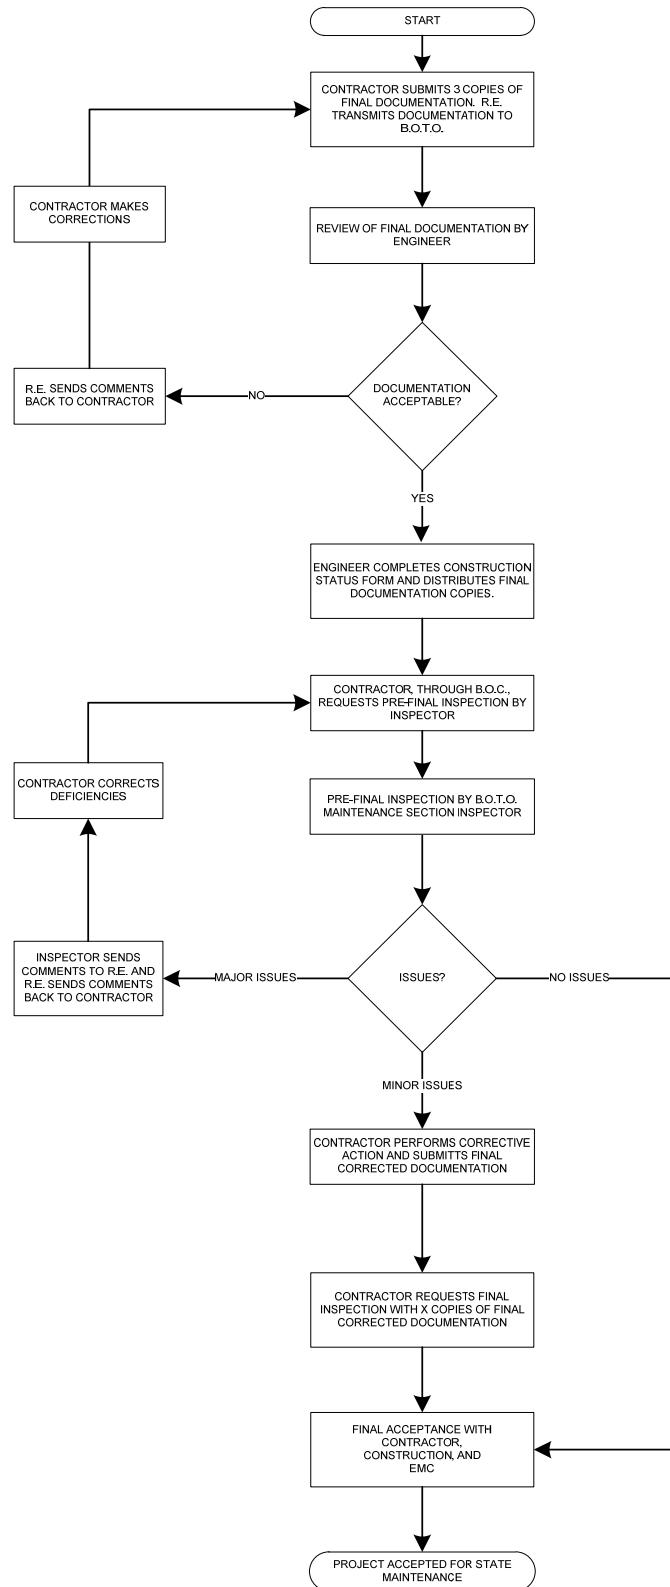 START
CONTRACTOR SUBMITS 3 COPIES OF
FINAL DOCUMENTATION. R.E.
TRANSMITS DOCUMENTATION TO
B.O.T.O.
CONTRACTOR MAKES
CORRECTIONS
REVIEW OF FINAL DOCUMENTATION BY
ENGINEER
DOCUMENTATION
ACCEPTABLE?
NO
R.E. SENDS COMMENTS
BACK TO CONTRACTOR
YES
ENGINEER COMPLETES CONSTRUCTION
STATUS FORM AND DISTRIBUTES FINAL
DOCUMENTATION COPIES.
CONTRACTOR, THROUGH B.O.C.,
REQUESTS PRE-FINAL INSPECTION BY
INSPECTOR
CONTRACTOR CORRECTS
DEFICIENCIES
PRE-FINAL INSPECTION BY B.O.T.O.
MAINTENANCE SECTION INSPECTOR
INSPECTOR SENDS
COMMENTS TO R.E. AND
R.E. SENDS COMMENTS
BACK TO CONTRACTOR
MAJOR ISSUES
ISSUES?
NO ISSUES
MINOR ISSUES
CONTRACTOR PERFORMS CORRECTIVE
ACTION AND SUBMITTS FINAL
CORRECTED DOCUMENTATION
CONTRACTOR REQUESTS FINAL
INSPECTION WITH X COPIES OF FINAL
CORRECTED DOCUMENTATION
FINAL ACCEPTANCE WITH
CONTRACTOR,
CONSTRUCTION, AND
EMC
PROJECT ACCEPTED FOR STATE
MAINTENANCE